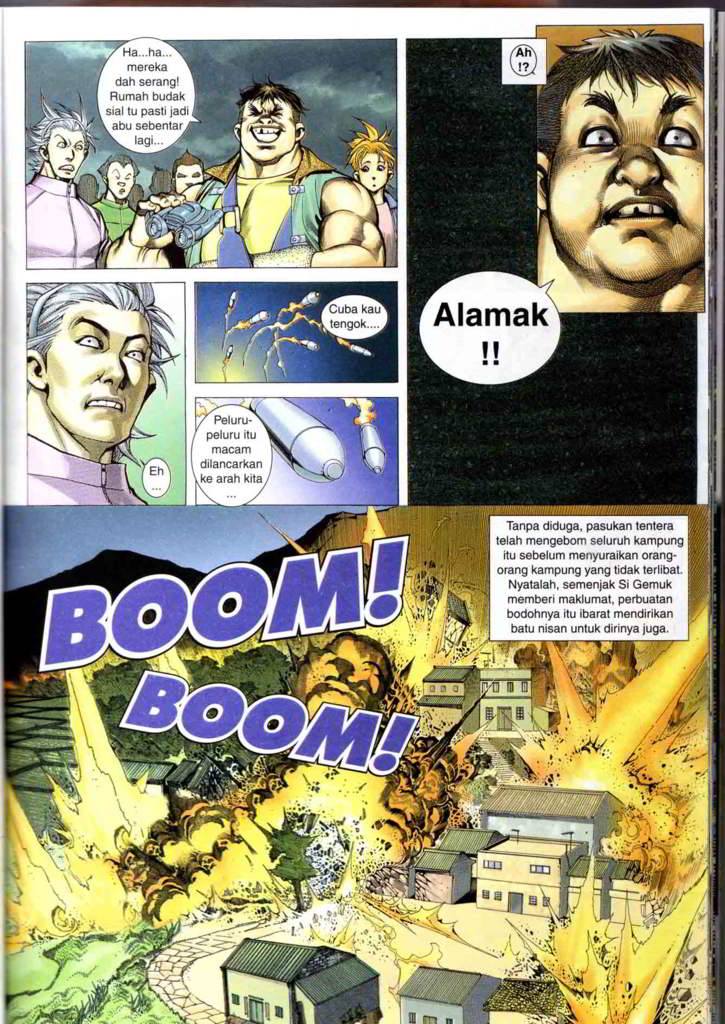 Ha...ha...
mereka
dah serang!
Rumah budak
sial tu pasti jadi
abu sebentar
lagi...
Eh
...
Cuba kau
tengok....
Peluru-
peluru itu
macam
dilancarkan
ke arah kita
...
Ah
!?
Alamak
!!
Tanpa diduga, pasukan tentera
telah mengebom seluruh kampung
itu sebelum menyuraikan orang-
orang kampung yang tidak terlibat.
Nyatalah, semenjak Si Gemuk
memberi maklumat, perbuatan
bodohnya itu ibarat mendirikan
batu nisan untuk dirinya juga.
BOOM!
BOOM!